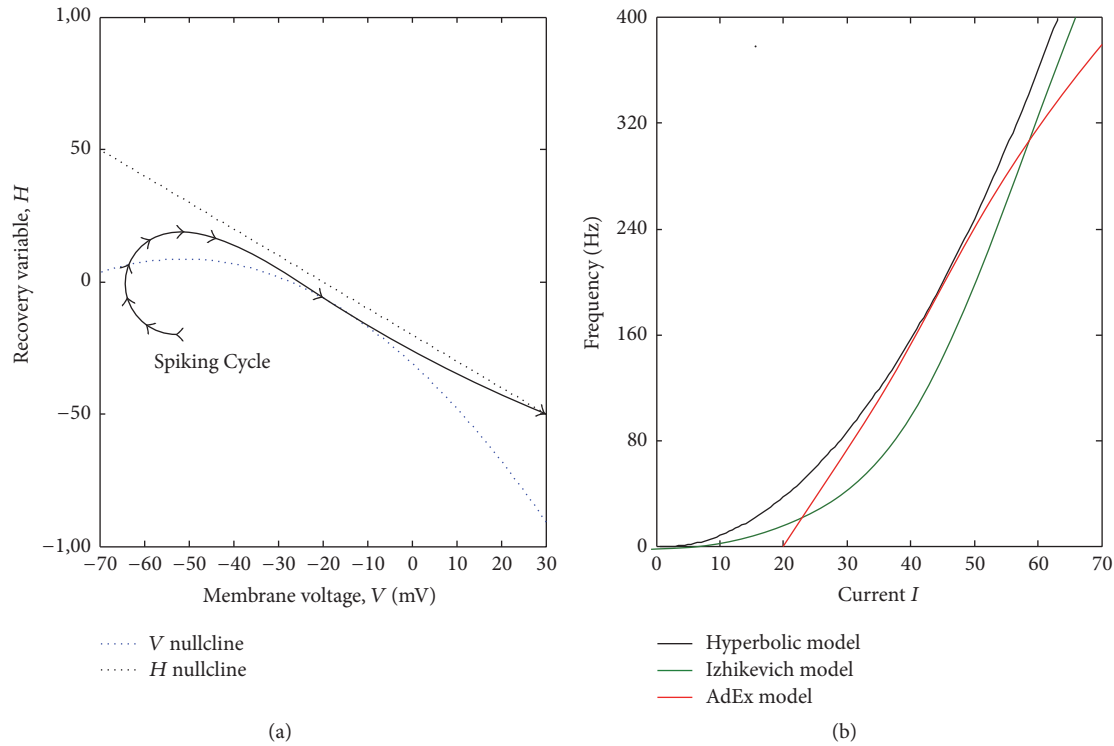 1,00
50
0
−50
−1,00
Recovery variable, H
Spiking Cycle
−70 −60 −50 −40 −30 −20 −10 0 10 20 30
Membrane voltage, V (mV)
V nullcline
H nullcline
(a)
400
320
240
160
80
0
Frequency (Hz)
0 10 20 30 40 50 60 70
Current I
Hyperbolic model
Izhikevich model
AdEx model
(b)